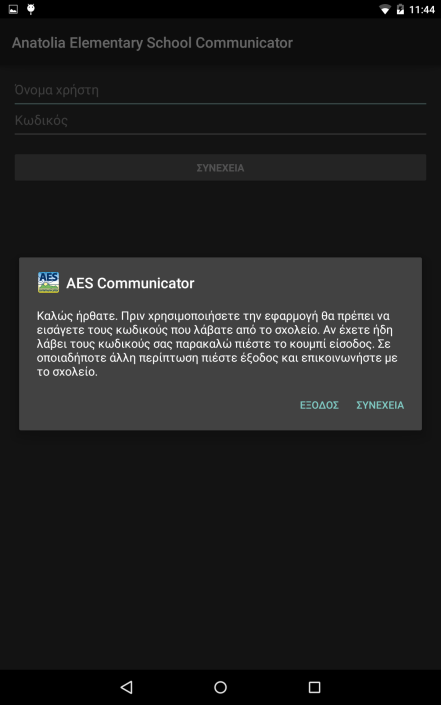 11:44
Anatolia Elementary School Communicator
Όνομα χρήστη
Κωδικός
ΣΥΝΕΧΕΙΑ
AES
AES Communicator
Καλώς ήρθατε. Πριν χρησιμοποιήσετε την εφαρμογή θα πρέπει να
εισάγετε τους κωδικούς που λάβατε από το σχολείο. Αν έχετε ήδη
λάβει τους κωδικούς σας παρακαλώ πιέστε το κουμπί είσοδος. Σε
οποιαδήποτε άλλη περίπτωση πιέστε έξοδος και επικοινωνήστε με
το σχολείο.
ΕΞΟΔΟΣ ΣΥΝΕΧΕΙΑ